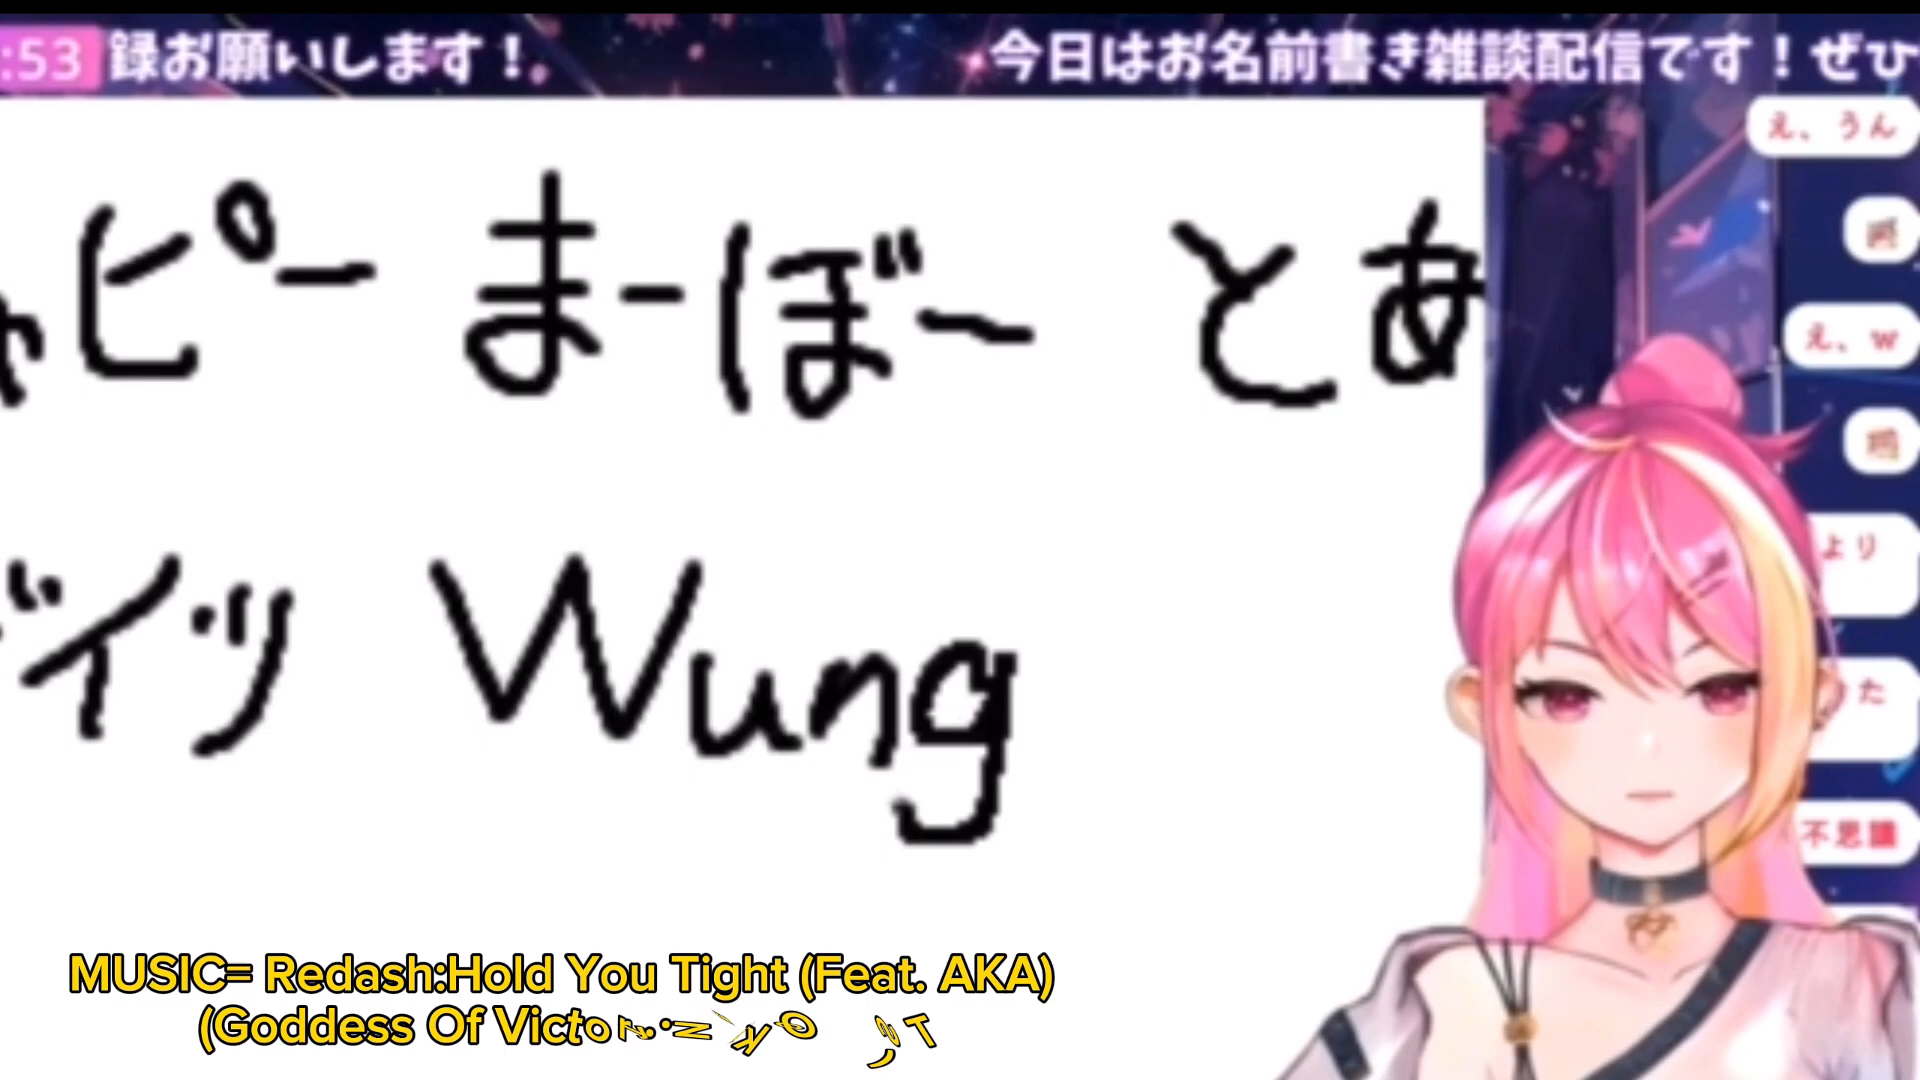 :53 録お願いします！ 今日はお名前書き雑談配信です！ぜひ
え、うん
え、w
ピー まーぼー とあ
より
イツ Wung
た
不思議
MUSIC= Redash:Hold You Tight (Feat. AKA)
(Goddess Of Victo